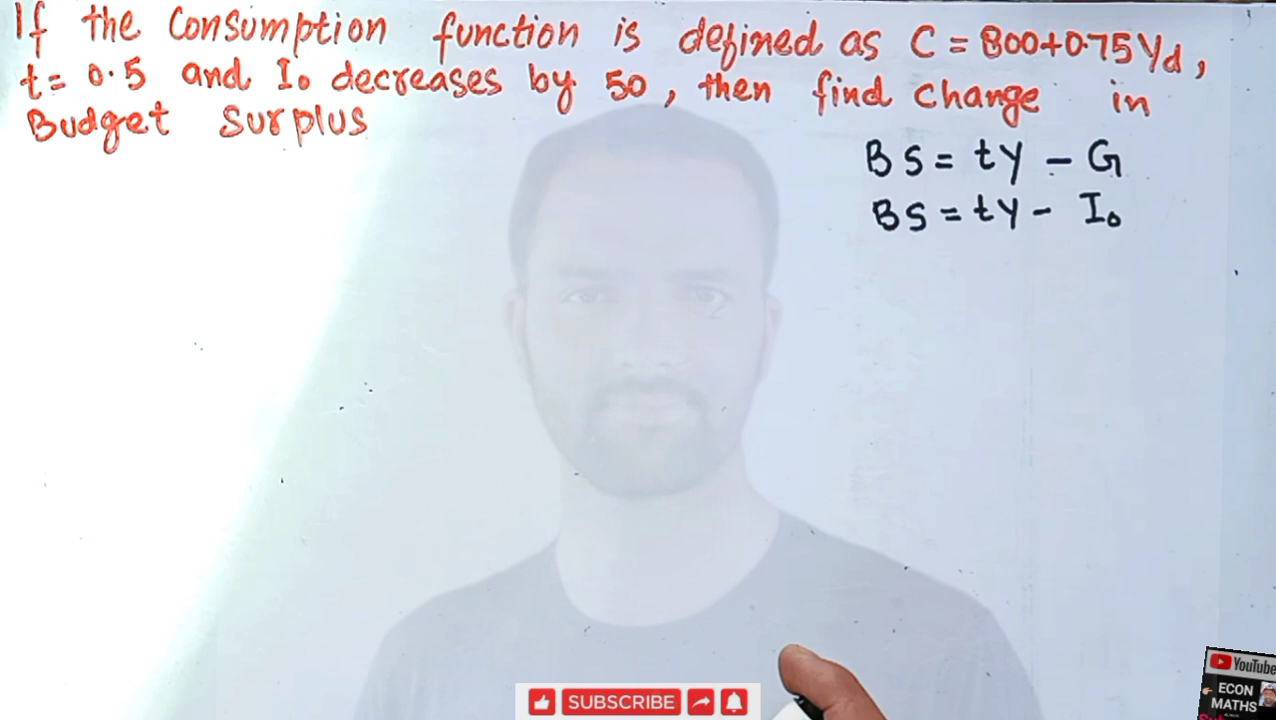 If the Consumption function is defined as C = 800+0.75Yd,
t= 0.5 and I₀ decreases by 50, then find change in
Budget Surplus
BS = tY - G
BS = tY - I₀
SUBSCRIBE
YouTube
ECON
MATHS